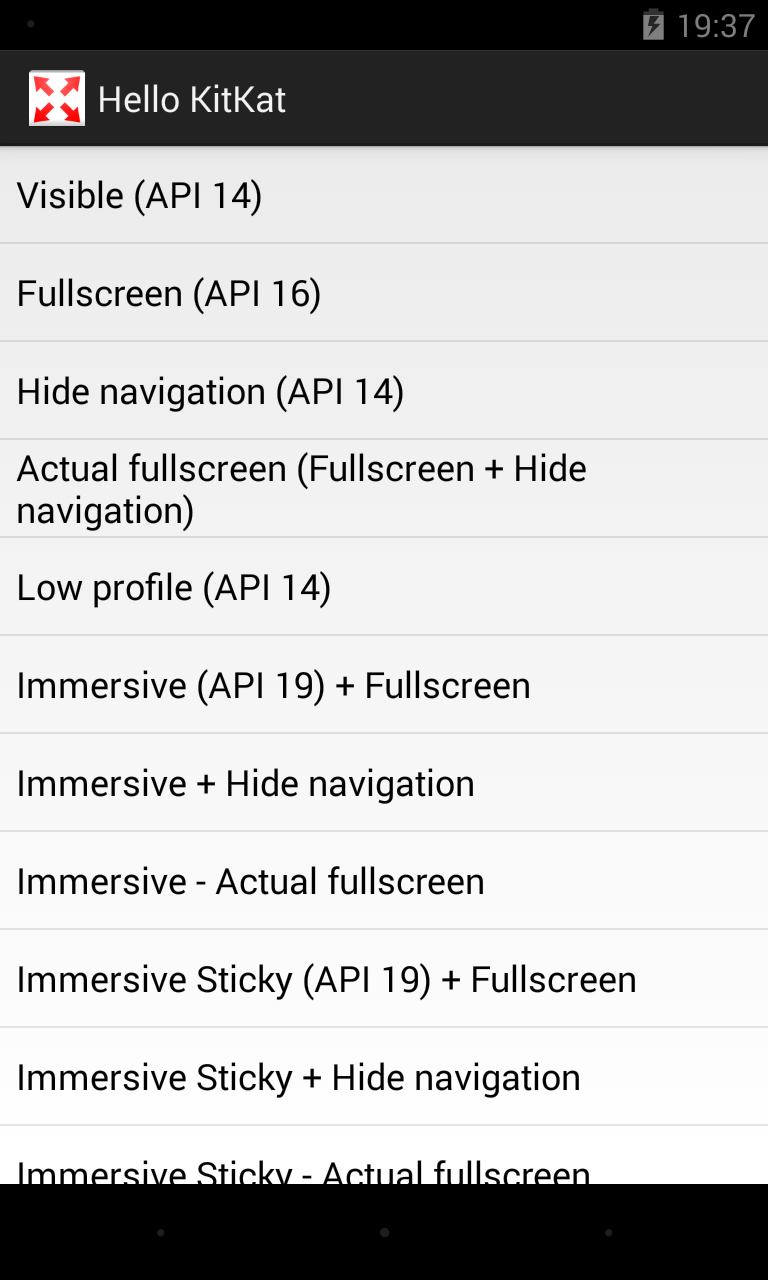 19:37
Hello KitKat
Visible (API 14)
Fullscreen (API 16)
Hide navigation (API 14)
Actual fullscreen (Fullscreen + Hide
navigation)
Low profile (API 14)
Immersive (API 19) + Fullscreen
Immersive + Hide navigation
Immersive - Actual fullscreen
Immersive Sticky (API 19) + Fullscreen
Immersive Sticky + Hide navigation
Immersive Sticky - Actual fullscreen